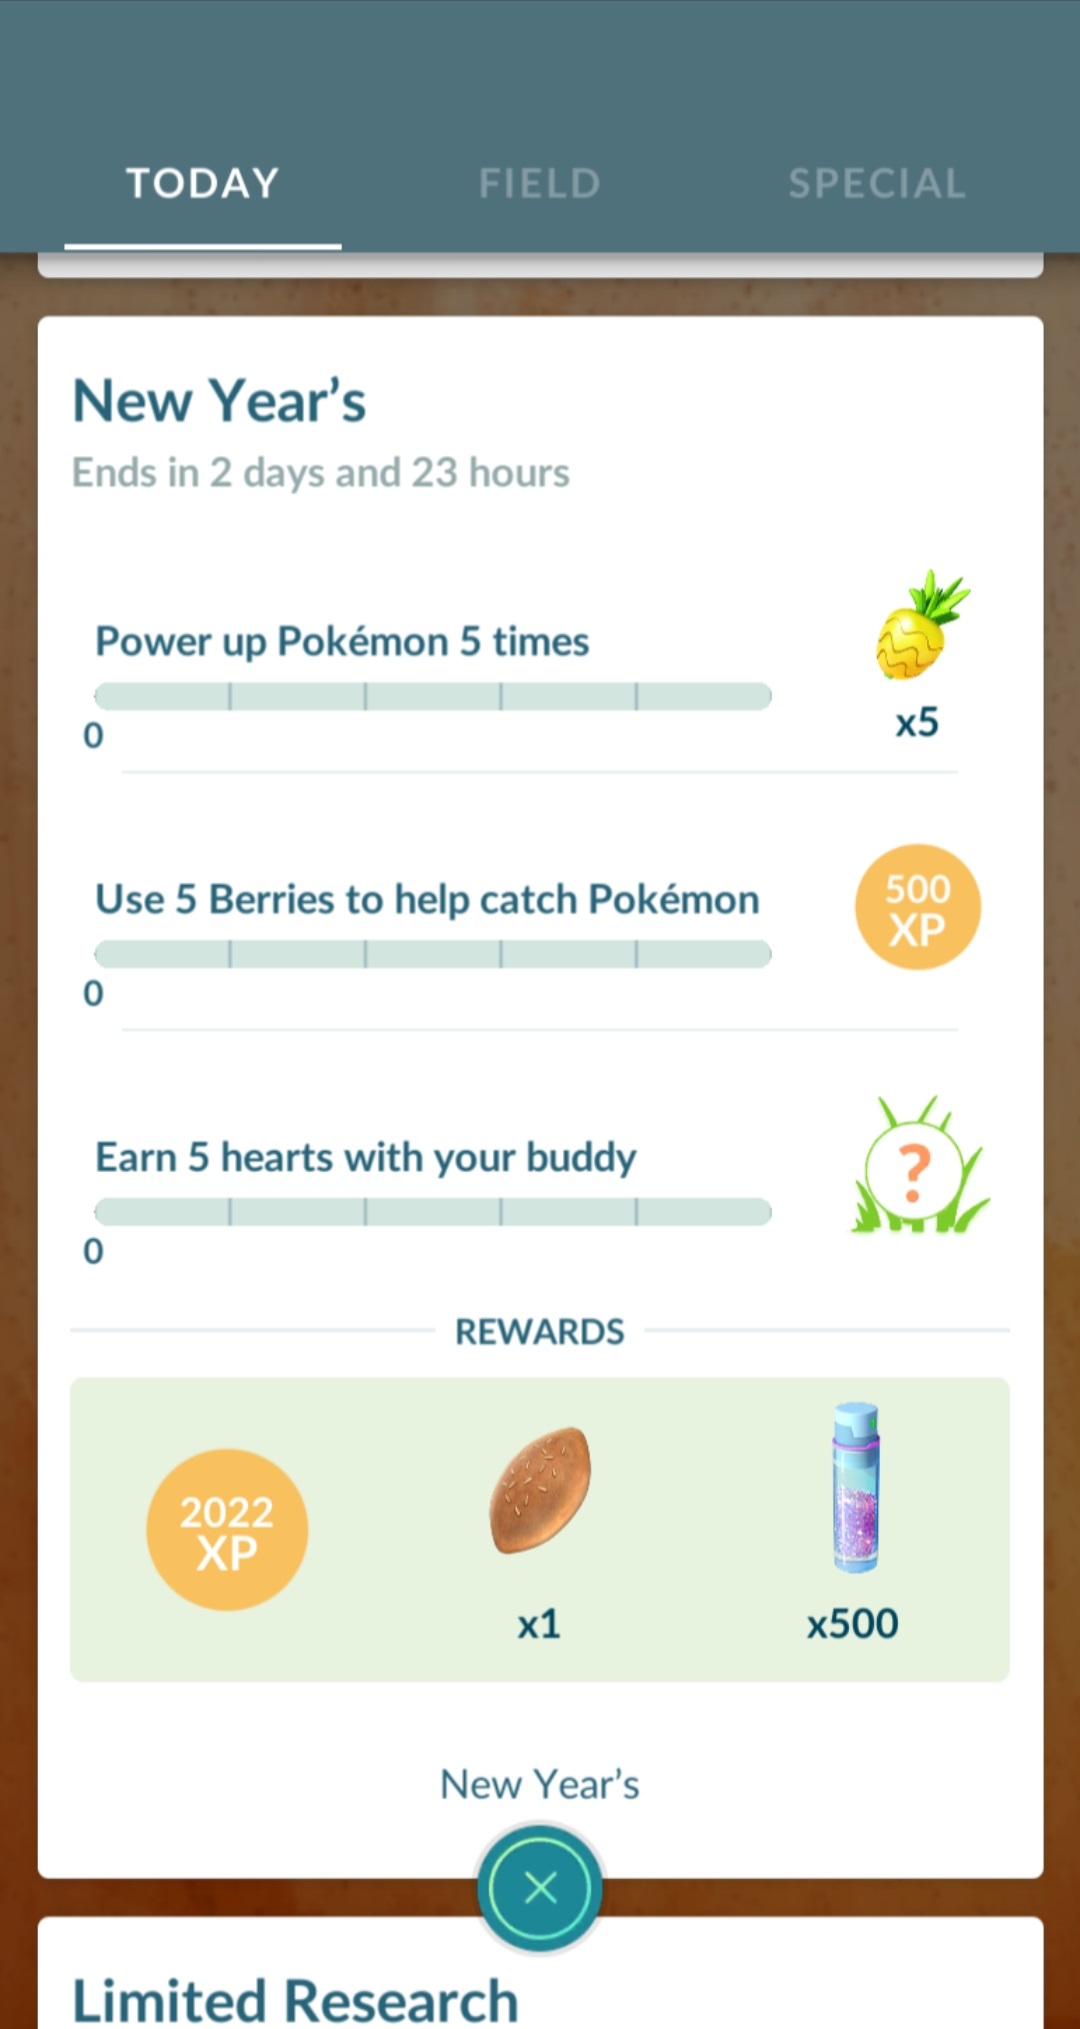 TODAY FIELD SPECIAL
New Year's
Ends in 2 days and 23 hours
Power up Pokémon 5 times
0
x5
Use 5 Berries to help catch Pokémon
0
500
XP
Earn 5 hearts with your buddy
0
?
REWARDS
2022
XP
x1
x500
New Year's
Limited Research